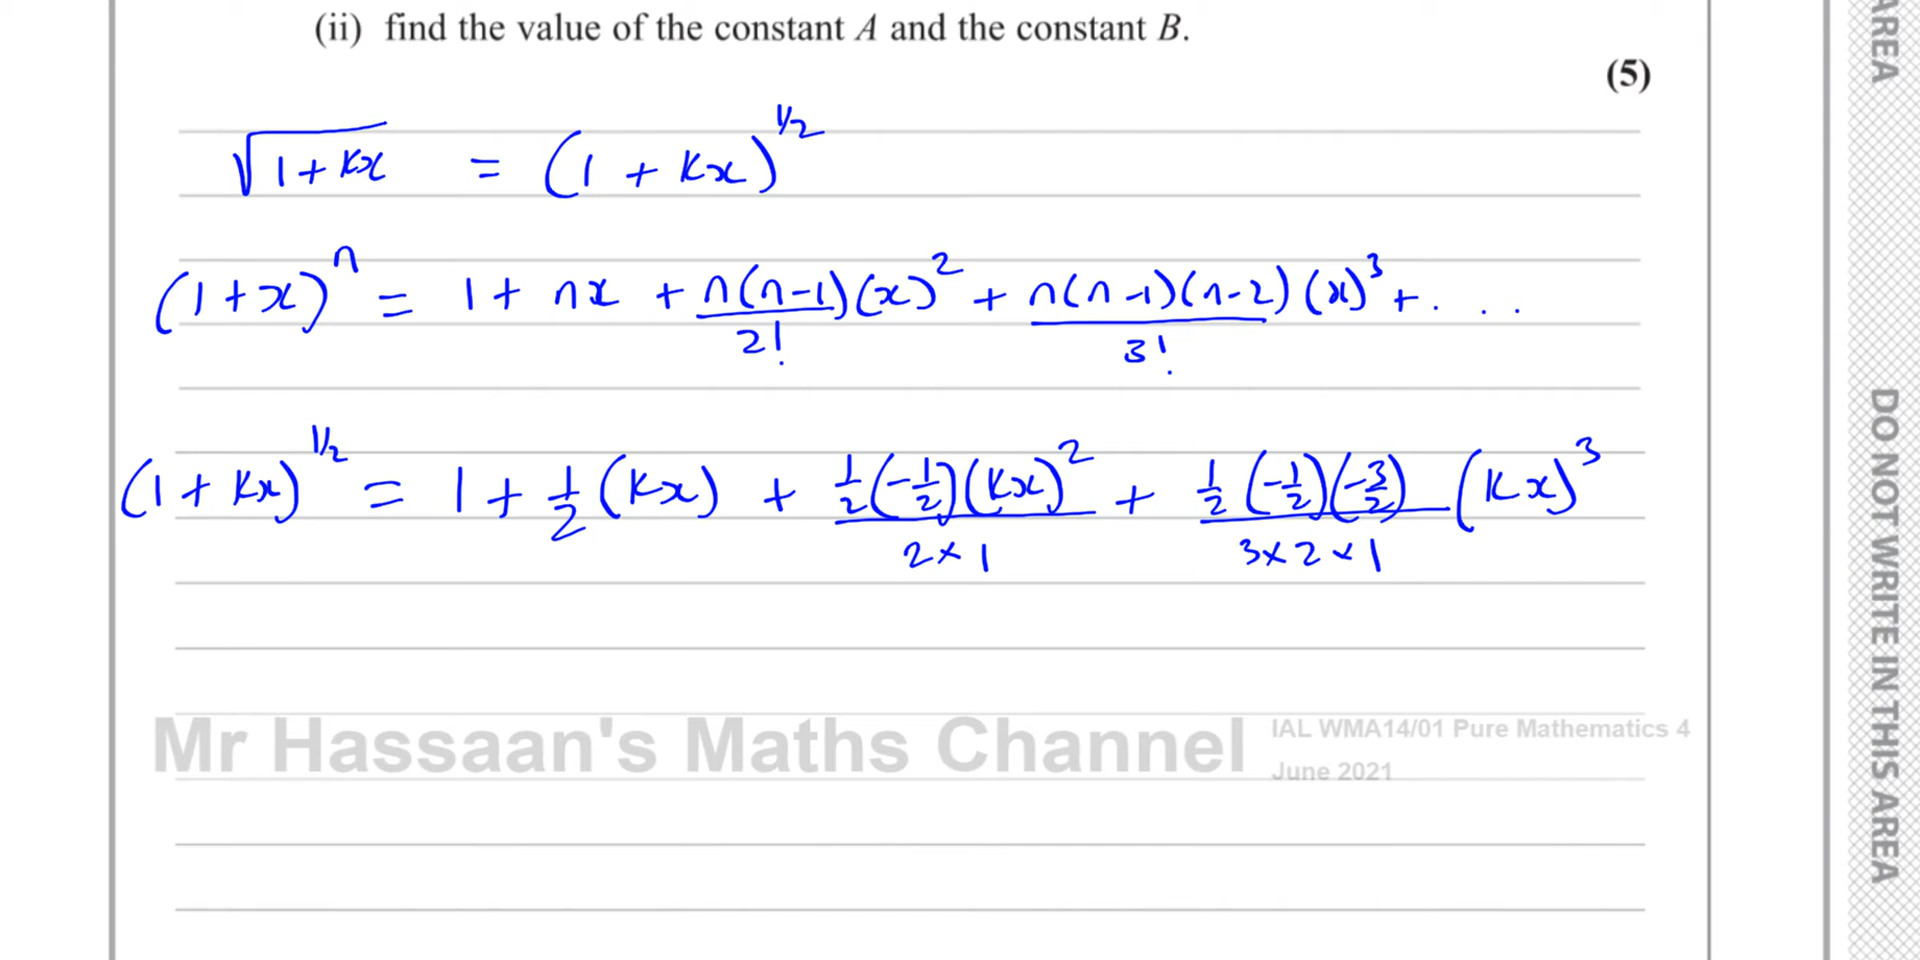 (ii) find the value of the constant A and the constant B.
(5)
√(1+kx) = (1+kx)^1/2
(1+x)^n = 1 + nx + n(n-1)(x)^2/2! + n(n-1)(n-2)(x)^3/3! + . . .
(1+kx)^1/2 = 1 + 1/2(kx) + 1/2(-1/2)(kx)^2/2×1 + 1/2(-1/2)(-3/2)/3×2×1 (kx)^3
Mr Hassaan's Maths Channel
IAL WMA14/01 Pure Mathematics 4
June 2021
AREA
DO NOT WRITE IN THIS AREA